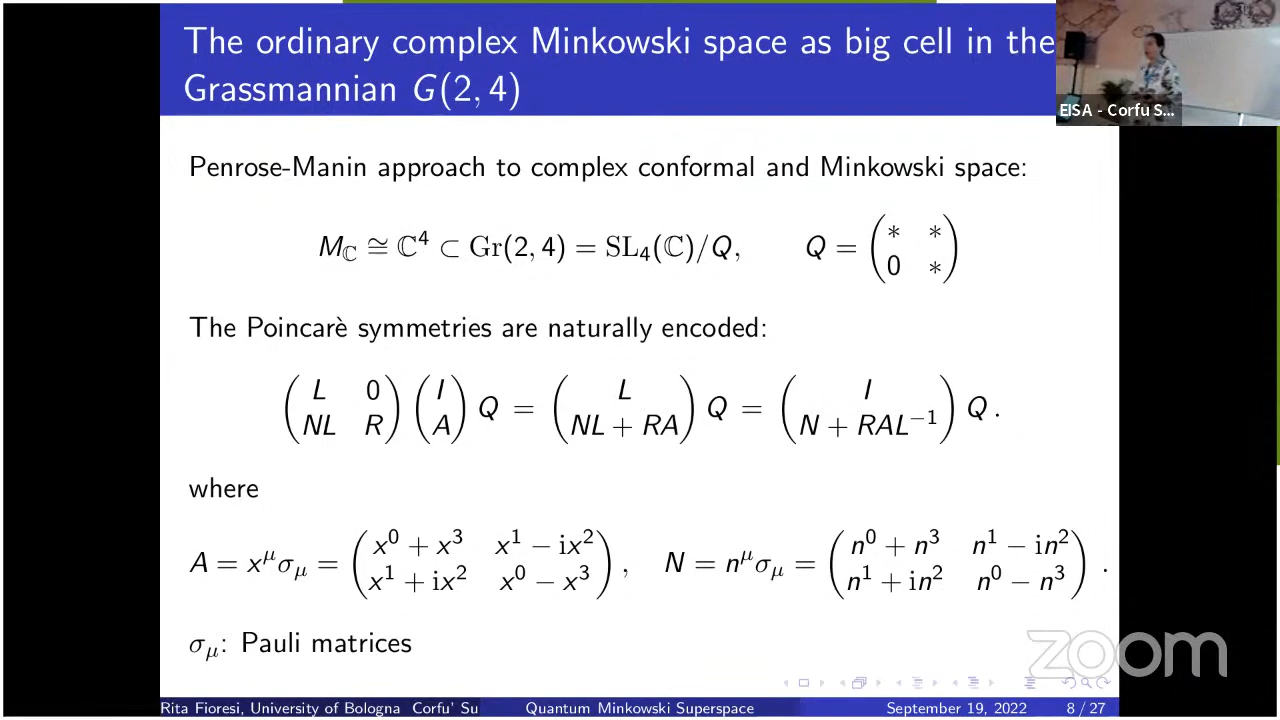 The ordinary complex Minkowski space as big cell in the
Grassmannian G(2, 4)
EISA - Corfu S...
Penrose-Manin approach to complex conformal and Minkowski space:
M_ℂ ≅ ℂ⁴ ⊂ Gr(2, 4) = SL₄(ℂ)/Q, Q = ( * * ; 0 * )
The Poincarè symmetries are naturally encoded:
( L 0 ; NL R ) ( I ; A ) Q = ( L ; NL + RA ) Q = ( I ; N + RAL⁻¹ ) Q .
where
A = x^μ σ_μ = ( x⁰ + x³ x¹ − ix² ; x¹ + ix² x⁰ − x³ ) , N = n^μ σ_μ = ( n⁰ + n³ n¹ − in² ; n¹ + in² n⁰ − n³ ) .
σ_μ: Pauli matrices
zoom
Rita Fioresi, University of Bologna Corfu' Su Quantum Minkowski Superspace September 19, 2022 8 / 27